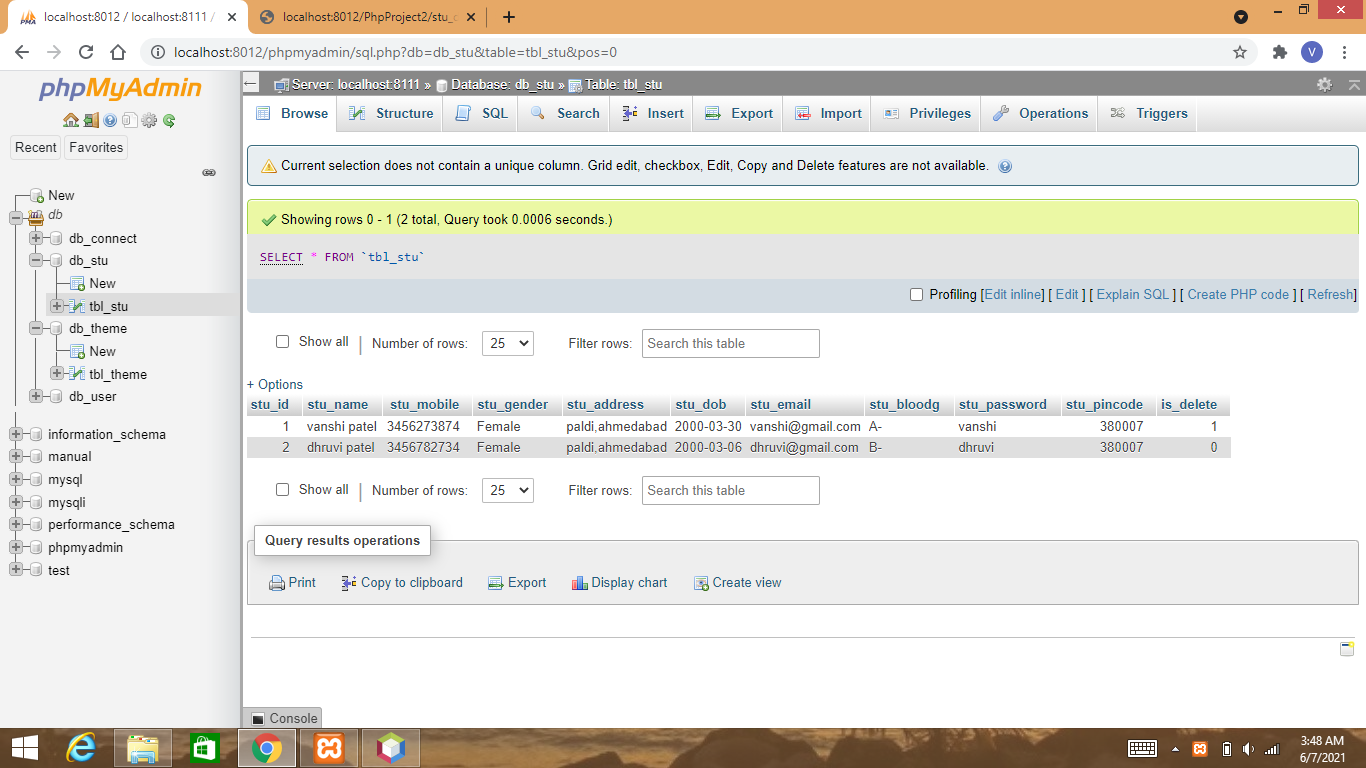 localhost:8012 / localhost:8111 /
localhost:8012/PhpProject2/stu_
localhost:8012/phpmyadmin/sql.php?db=db_stu&table=tbl_stu&pos=0
V
phpMyAdmin
Recent Favorites
New
db
db_connect
db_stu
New
tbl_stu
db_theme
New
tbl_theme
db_user
information_schema
manual
mysql
mysqli
performance_schema
phpmyadmin
test
Server: localhost:8111 » Database: db_stu » Table: tbl_stu
Browse Structure SQL Search Insert Export Import Privileges Operations Triggers
Current selection does not contain a unique column. Grid edit, checkbox, Edit, Copy and Delete features are not available.
Showing rows 0 - 1 (2 total, Query took 0.0006 seconds.)
SELECT * FROM `tbl_stu`
Profiling [Edit inline] [ Edit ] [ Explain SQL ] [ Create PHP code ] [ Refresh]
Show all | Number of rows: 25 Filter rows: Search this table
+ Options
stu_id stu_name stu_mobile stu_gender stu_address stu_dob stu_email stu_bloodg stu_password stu_pincode is_delete
1 vanshi patel 3456273874 Female paldi,ahmedabad 2000-03-30 vanshi@gmail.com A- vanshi 380007 1
2 dhruvi patel 3456782734 Female paldi,ahmedabad 2000-03-06 dhruvi@gmail.com B- dhruvi 380007 0
Show all | Number of rows: 25 Filter rows: Search this table
Query results operations
Print Copy to clipboard Export Display chart Create view
Console
3:48 AM
6/7/2021